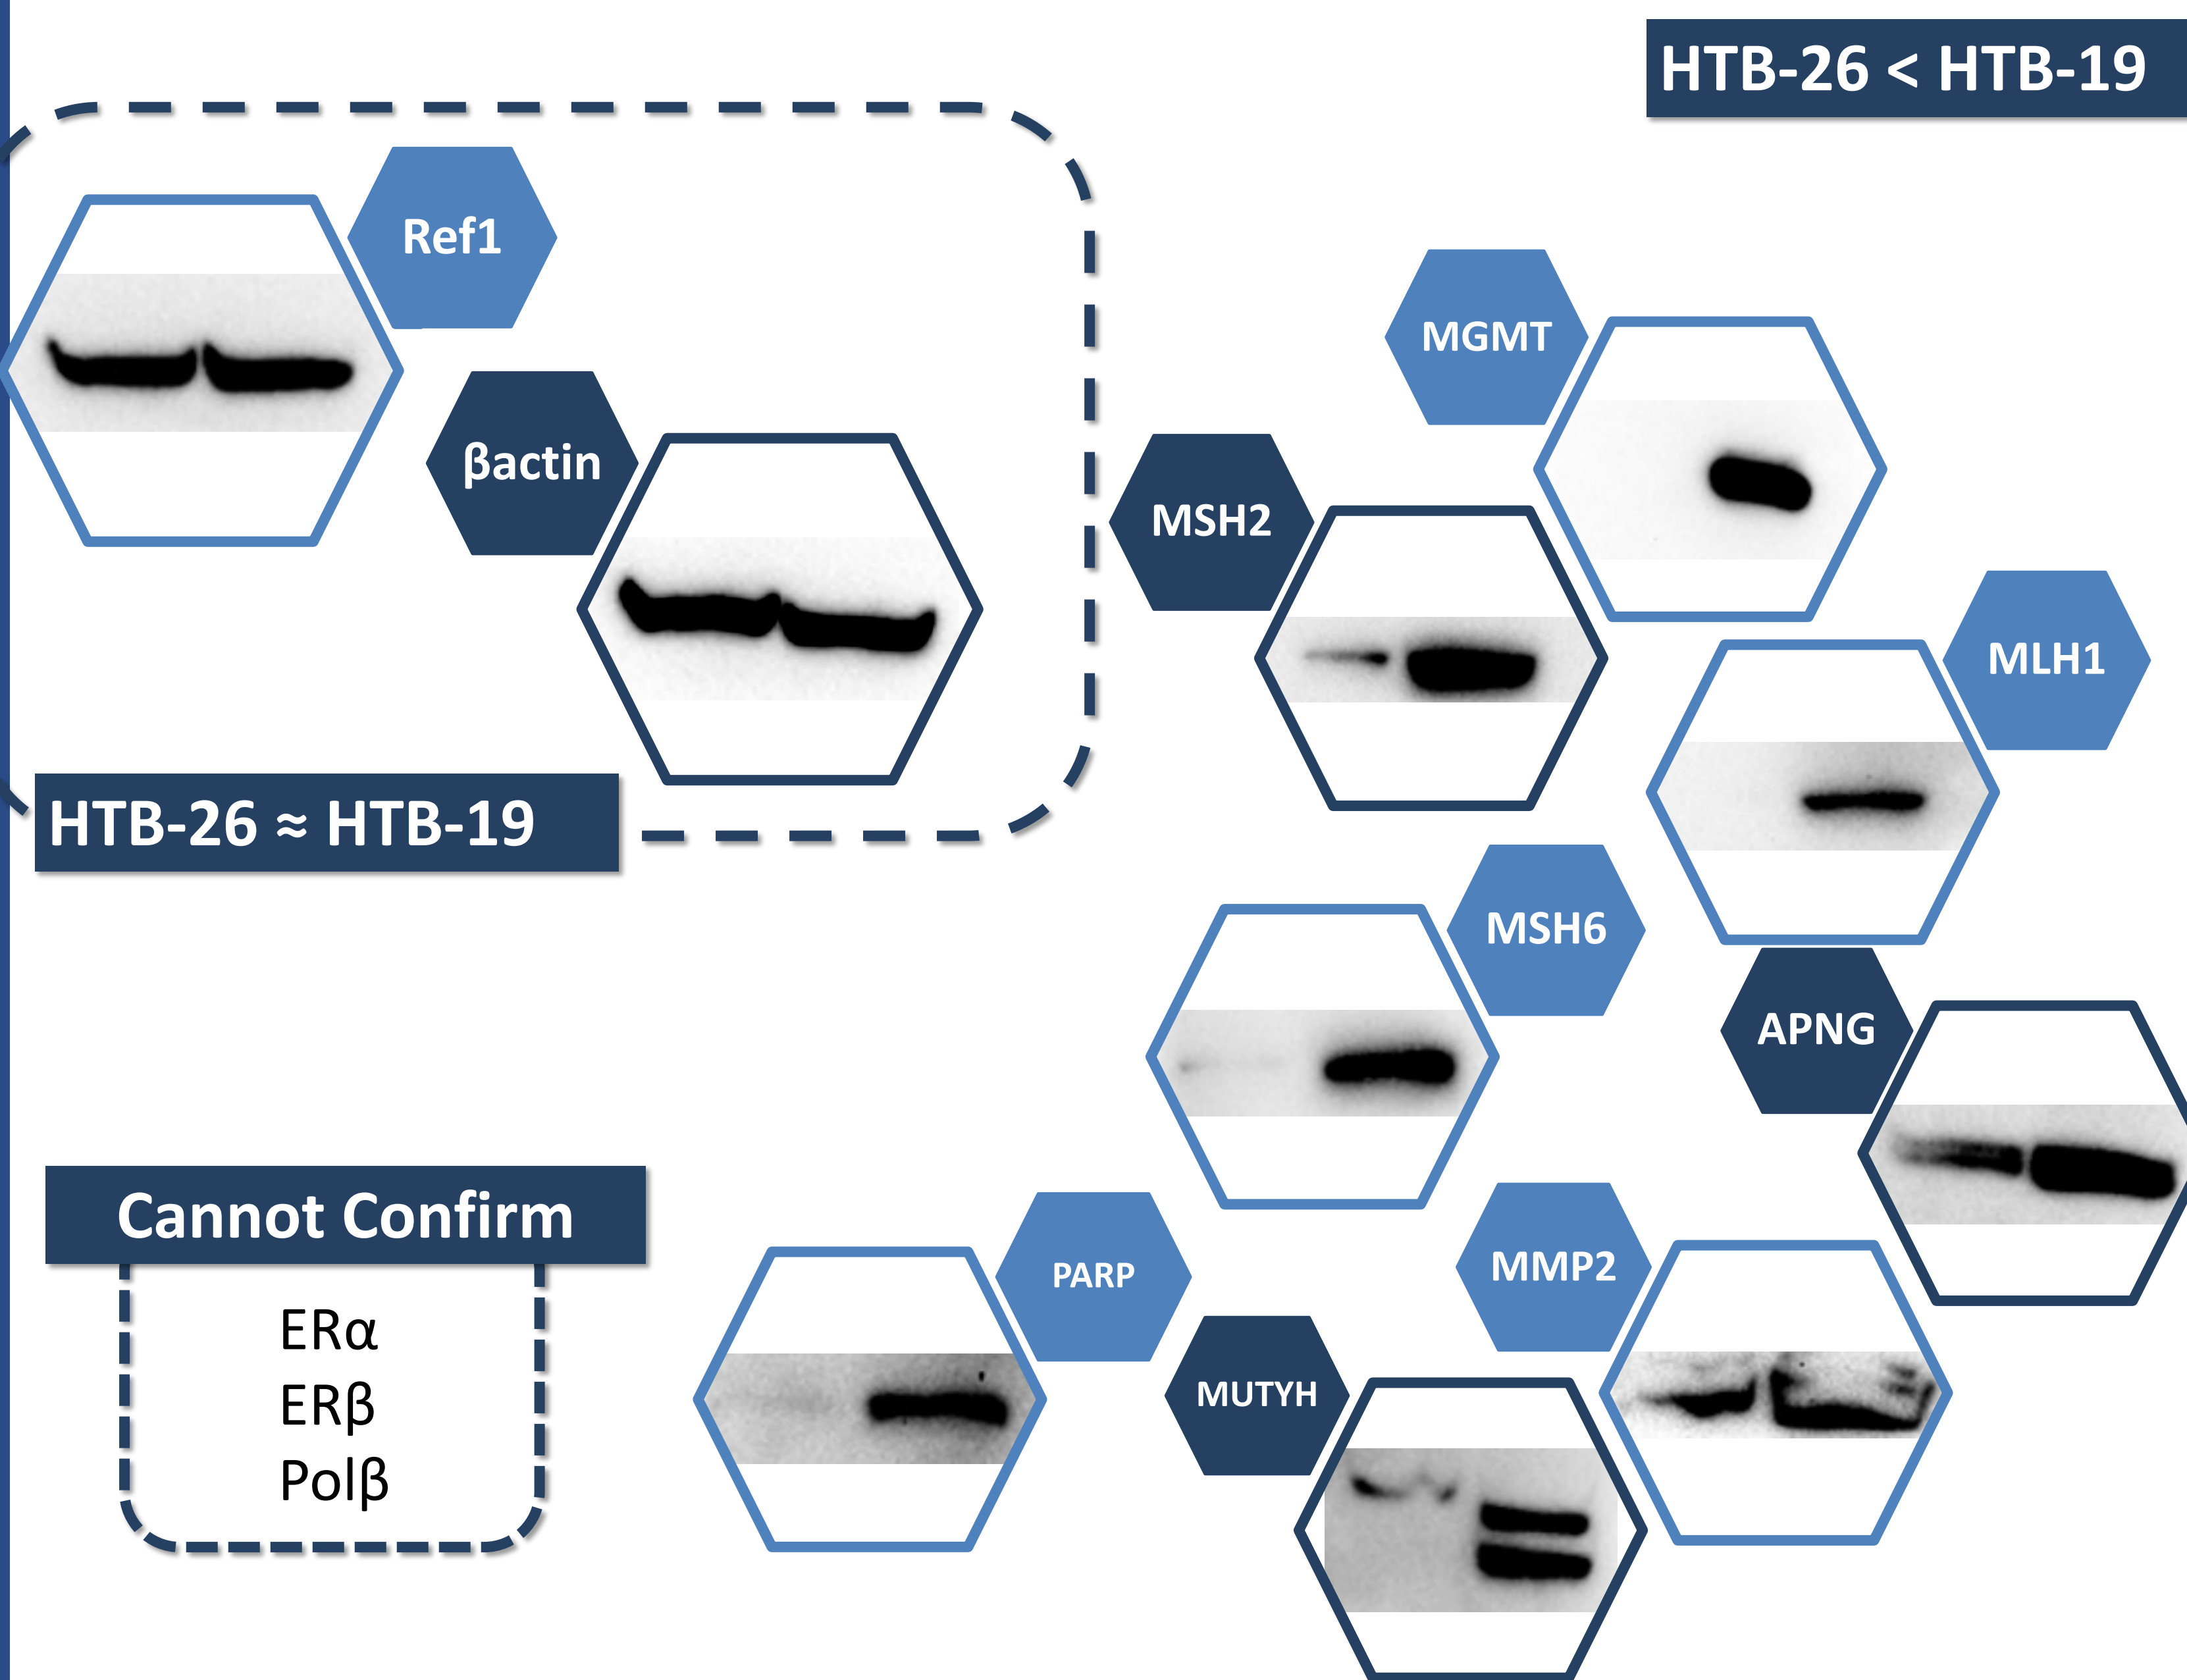 HTB-26 < HTB-19
Ref1
βactin
HTB-26 ≈ HTB-19
MGMT
MSH2
MLH1
MSH6
APNG
PARP
MMP2
MUTYH
Cannot Confirm
ERα
ERβ
Polβ